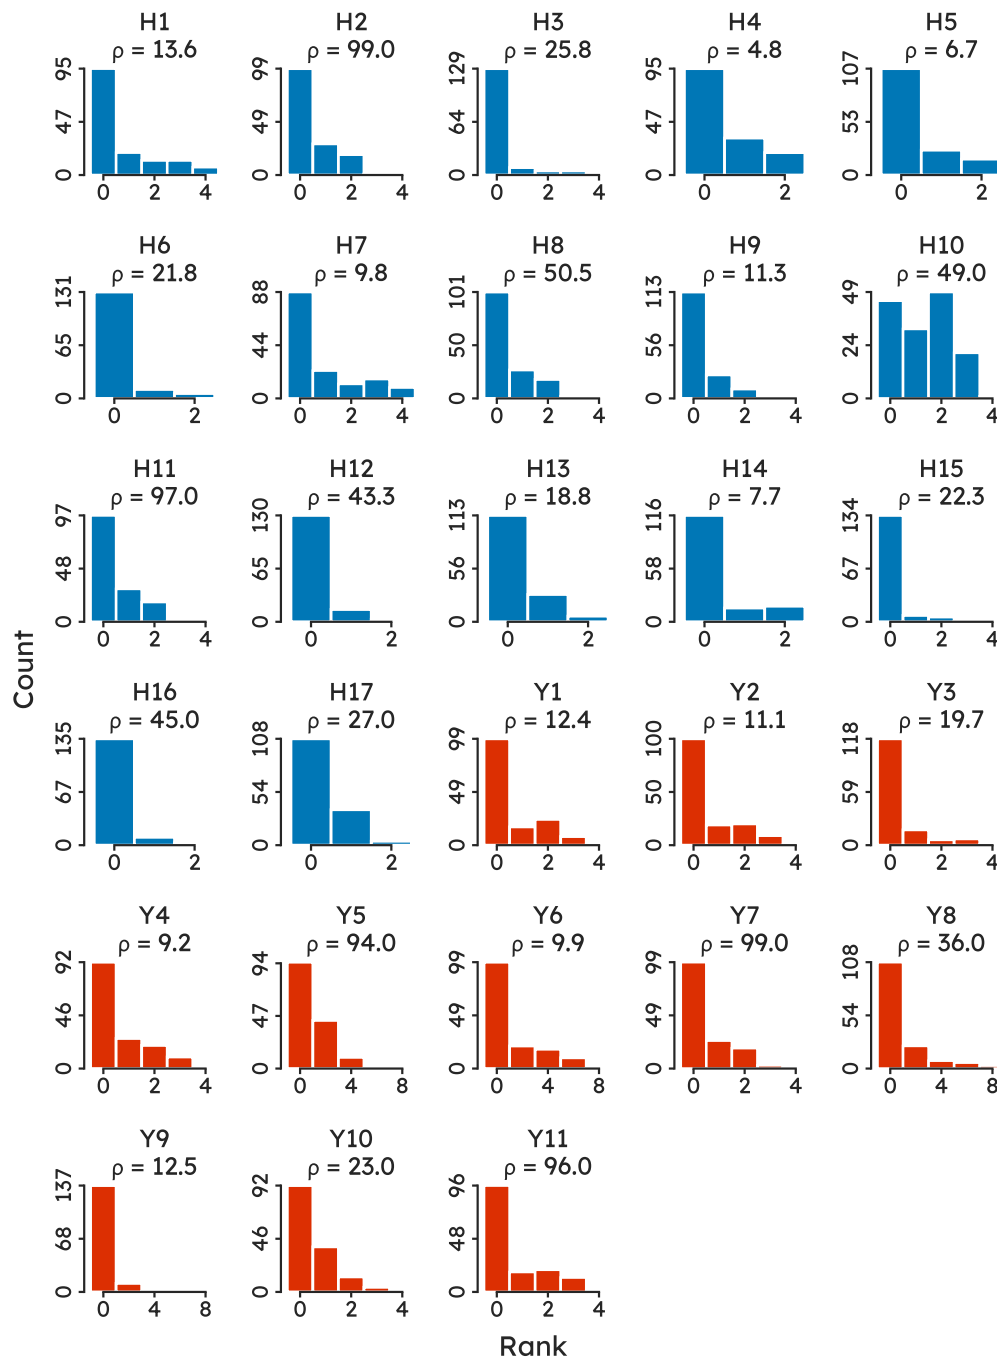 H1
ρ = 13.6
95
47
0
0 2 4
H2
ρ = 99.0
99
49
0
0 2 4
H3
ρ = 25.8
129
64
0
0 2 4
H4
ρ = 4.8
95
47
0
0 2
H5
ρ = 6.7
107
53
0
0 2
H6
ρ = 21.8
131
65
0
0 2
H7
ρ = 9.8
88
44
0
0 2 4
H8
ρ = 50.5
101
50
0
0 2 4
H9
ρ = 11.3
113
56
0
0 2 4
H10
ρ = 49.0
49
24
0
0 2 4
H11
ρ = 97.0
97
48
0
0 2 4
H12
ρ = 43.3
130
65
0
0 2
H13
ρ = 18.8
113
56
0
0 2
H14
ρ = 7.7
116
58
0
0 2
H15
ρ = 22.3
134
67
0
0 2 4
Count
H16
ρ = 45.0
135
67
0
0 2
H17
ρ = 27.0
108
54
0
0 2
Y1
ρ = 12.4
99
49
0
0 2 4
Y2
ρ = 11.1
100
50
0
0 2 4
Y3
ρ = 19.7
118
59
0
0 2 4
Y4
ρ = 9.2
92
46
0
0 2 4
Y5
ρ = 94.0
94
47
0
0 4 8
Y6
ρ = 9.9
99
49
0
0 4 8
Y7
ρ = 99.0
99
49
0
0 2 4
Y8
ρ = 36.0
108
54
0
0 4 8
Y9
ρ = 12.5
137
68
0
0 4 8
Y10
ρ = 23.0
92
46
0
0 2 4
Y11
ρ = 96.0
96
48
0
0 2 4
Rank